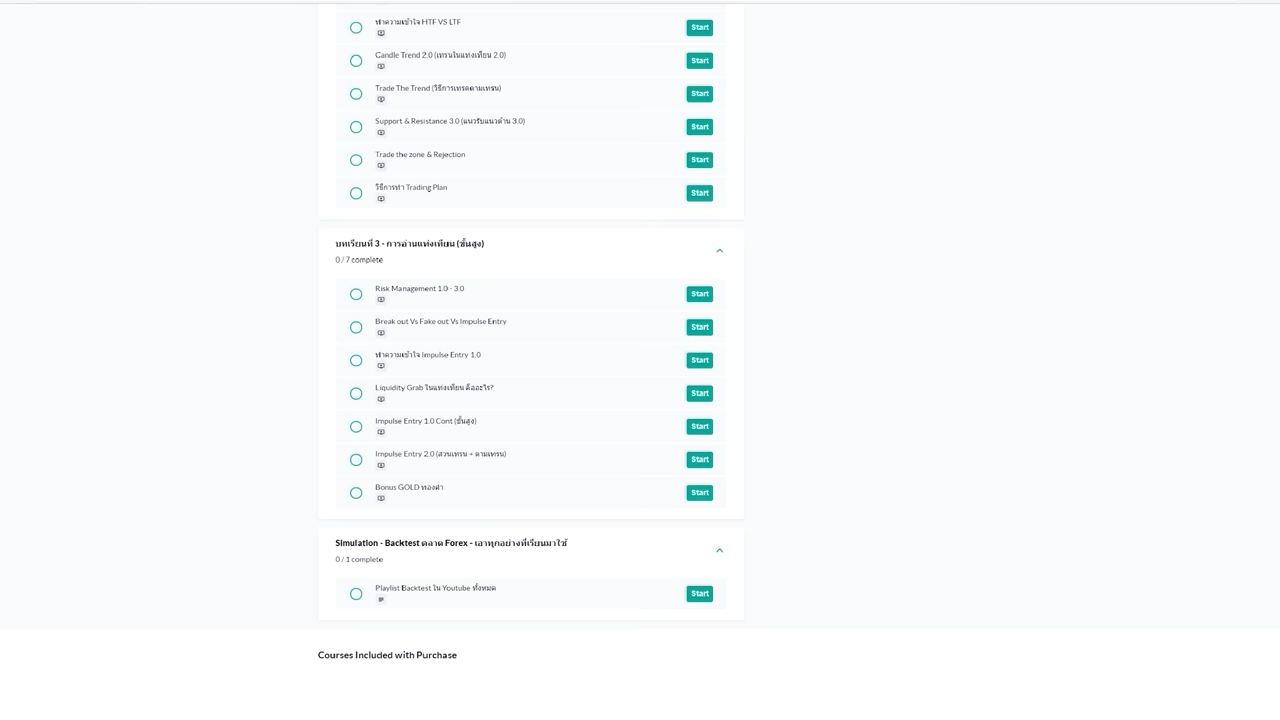 ทำความเข้าใจ HTF VS LTF
Start
Candle Trend 2.0 (เทรนในแท่งเทียน 2.0)
Start
Trade The Trend (วิธีการเทรดตามเทรน)
Start
Support & Resistance 3.0 (แนวรับแนวต้าน 3.0)
Start
Trade the zone & Rejection
Start
วิธีการทำ Trading Plan
Start
บทเรียนที่ 3 - การอ่านแท่งเทียน (ขั้นสูง)
0 / 7 complete
Risk Management 1.0 - 3.0
Start
Break out Vs Fake out Vs Impulse Entry
Start
ทำความเข้าใจ Impulse Entry 1.0
Start
Liquidity Grab ในแท่งเทียน คืออะไร?
Start
Impulse Entry 1.0 Cont (ขั้นสูง)
Start
Impulse Entry 2.0 (สวนเทรน + ตามเทรน)
Start
Bonus GOLD ทองคำ
Start
Simulation - Backtest ตลาด Forex - เอาทุกอย่างที่เรียนมาใช้
0 / 1 complete
Playlist Backtest ใน Youtube ทั้งหมด
Start
Courses Included with Purchase